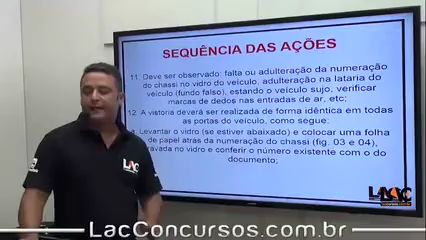 SEQUÊNCIA DAS AÇÕES
11. Deve ser observado: falta ou adulteração da numeração
do chassi no vidro do veículo, adulteração na lataria do
veículo (fundo falso), estando o veículo sujo, verificar
marcas de dedos nas entradas de ar, etc;
12. A vistoria deverá ser realizada de forma idêntica em todas
as portas do veículo, como segue:
Levantar o vidro (se estiver abaixado) e colocar uma folha
de papel atras da numeração do chassi (fig. 03 e 04),
gravada no vidro e conferir o número existente com o do
documento;
LAC
LAC
LAC
LacConcursos.com.br